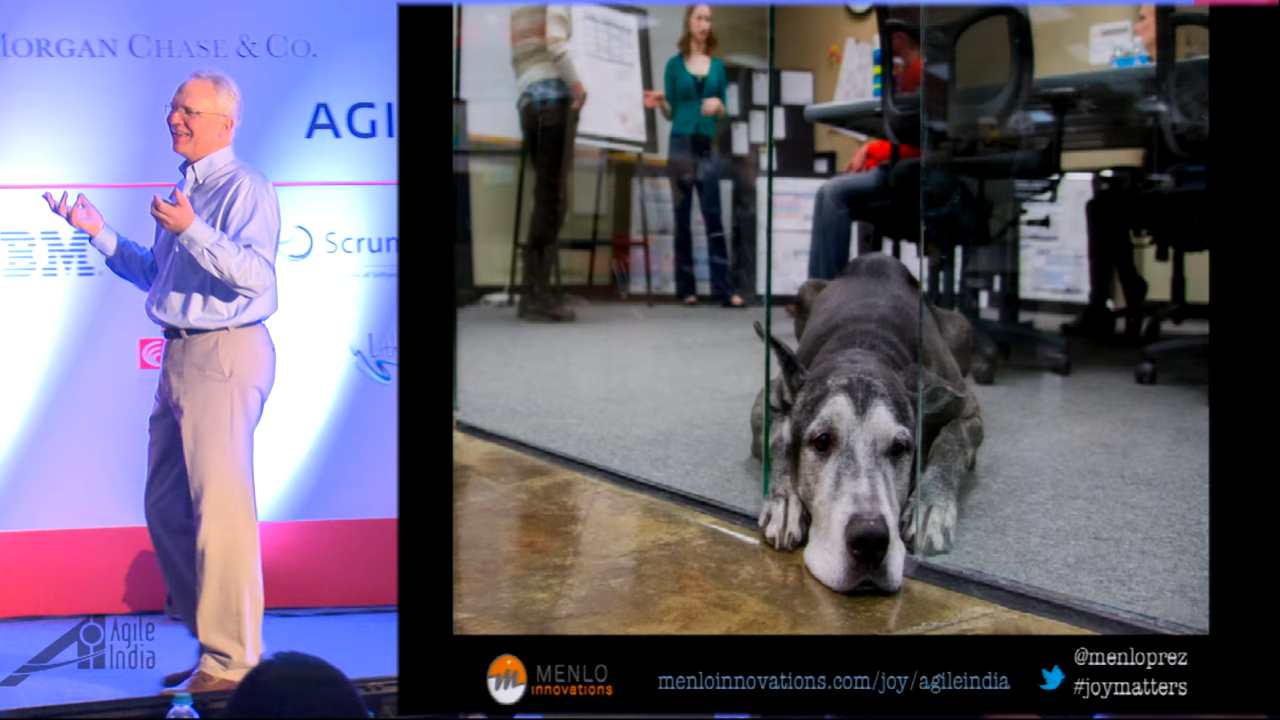 MORGAN CHASE & CO.
AGI
IBM
Scrum
Agile
India
MENLO
innovations
menloinnovations.com/joy/agileindia
@menloprez
#joymatters